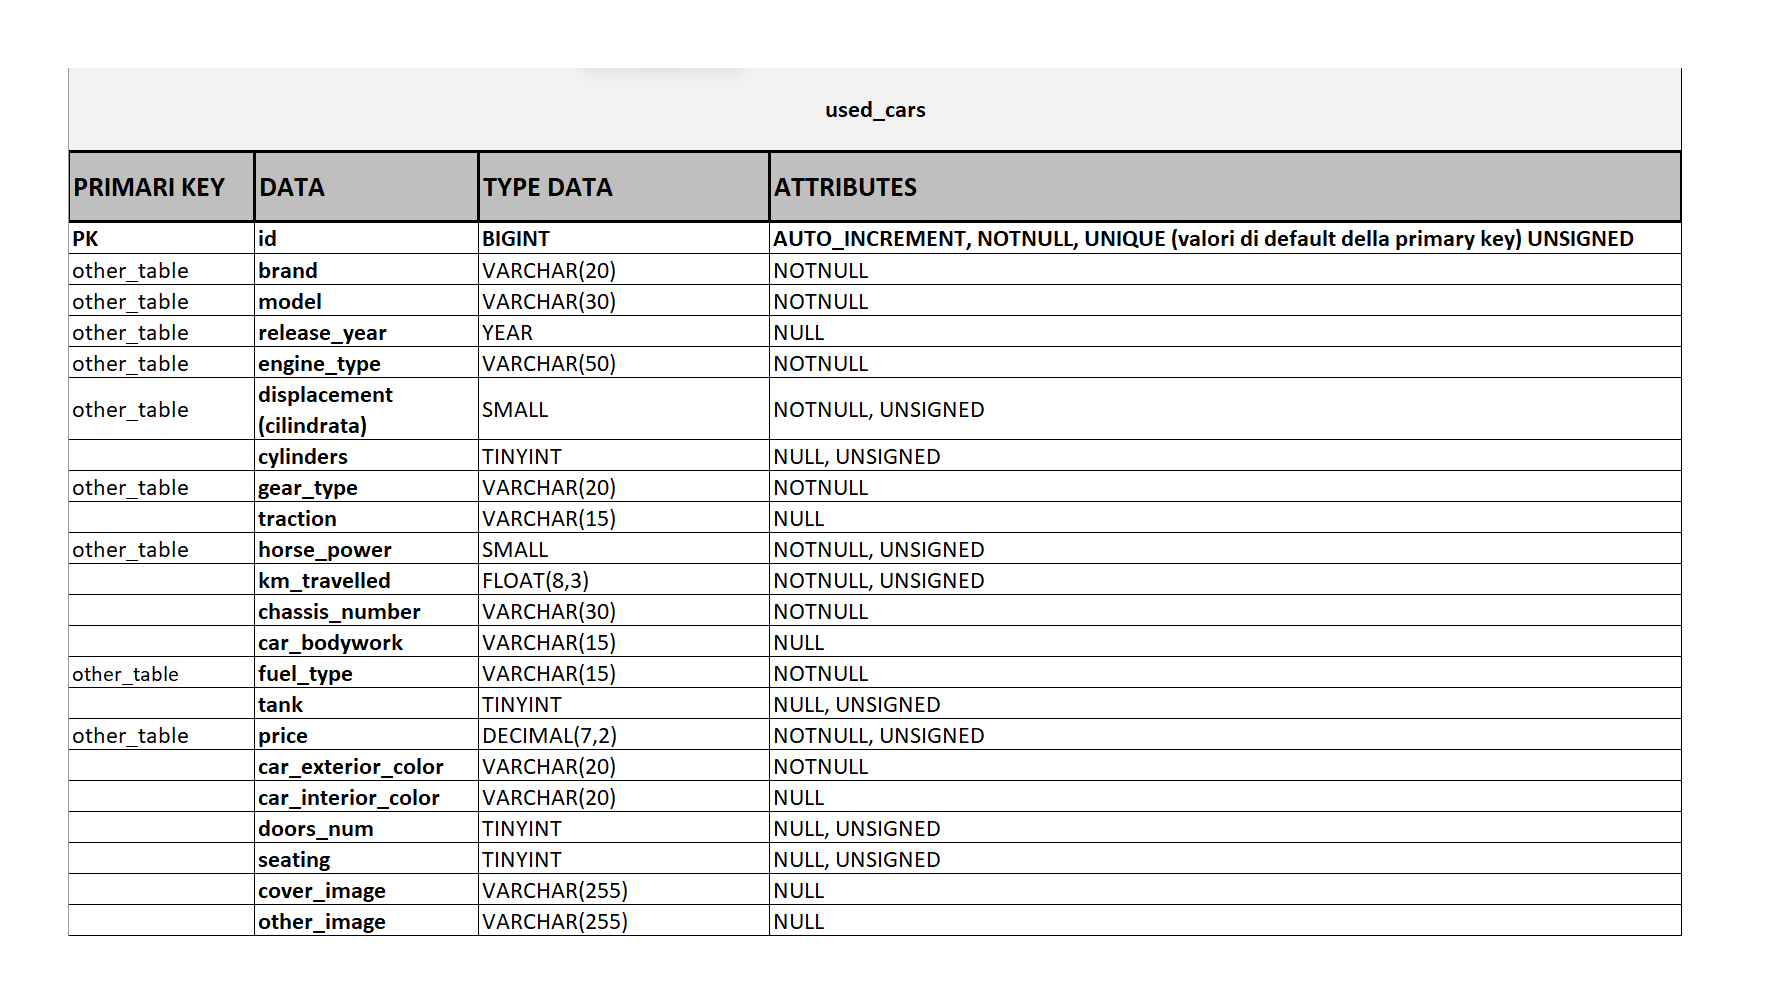 used_cars
PRIMARI KEY DATA TYPE DATA ATTRIBUTES
PK id BIGINT AUTO_INCREMENT, NOTNULL, UNIQUE (valori di default della primary key) UNSIGNED
other_table brand VARCHAR(20) NOTNULL
other_table model VARCHAR(30) NOTNULL
other_table release_year YEAR NULL
other_table engine_type VARCHAR(50) NOTNULL
other_table displacement (cilindrata) SMALL NOTNULL, UNSIGNED
cylinders TINYINT NULL, UNSIGNED
other_table gear_type VARCHAR(20) NOTNULL
traction VARCHAR(15) NULL
other_table horse_power SMALL NOTNULL, UNSIGNED
km_travelled FLOAT(8,3) NOTNULL, UNSIGNED
chassis_number VARCHAR(30) NOTNULL
car_bodywork VARCHAR(15) NULL
other_table fuel_type VARCHAR(15) NOTNULL
tank TINYINT NULL, UNSIGNED
other_table price DECIMAL(7,2) NOTNULL, UNSIGNED
car_exterior_color VARCHAR(20) NOTNULL
car_interior_color VARCHAR(20) NULL
doors_num TINYINT NULL, UNSIGNED
seating TINYINT NULL, UNSIGNED
cover_image VARCHAR(255) NULL
other_image VARCHAR(255) NULL